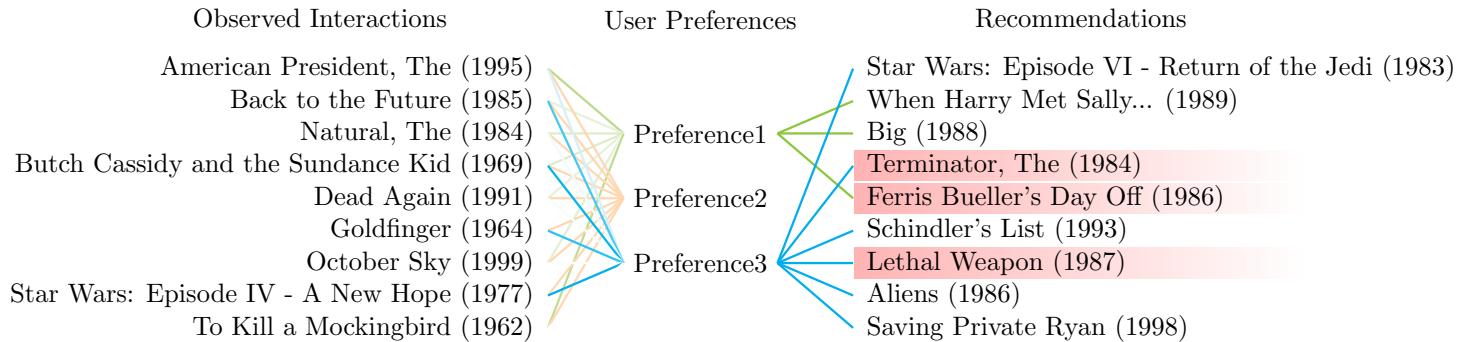 Observed Interactions
User Preferences
Recommendations
American President, The (1995)
Back to the Future (1985)
Natural, The (1984)
Butch Cassidy and the Sundance Kid (1969)
Dead Again (1991)
Goldfinger (1964)
October Sky (1999)
Star Wars: Episode IV - A New Hope (1977)
To Kill a Mockingbird (1962)
Preference1
Preference2
Preference3
Star Wars: Episode VI - Return of the Jedi (1983)
When Harry Met Sally... (1989)
Big (1988)
Terminator, The (1984)
Ferris Bueller's Day Off (1986)
Schindler's List (1993)
Lethal Weapon (1987)
Aliens (1986)
Saving Private Ryan (1998)